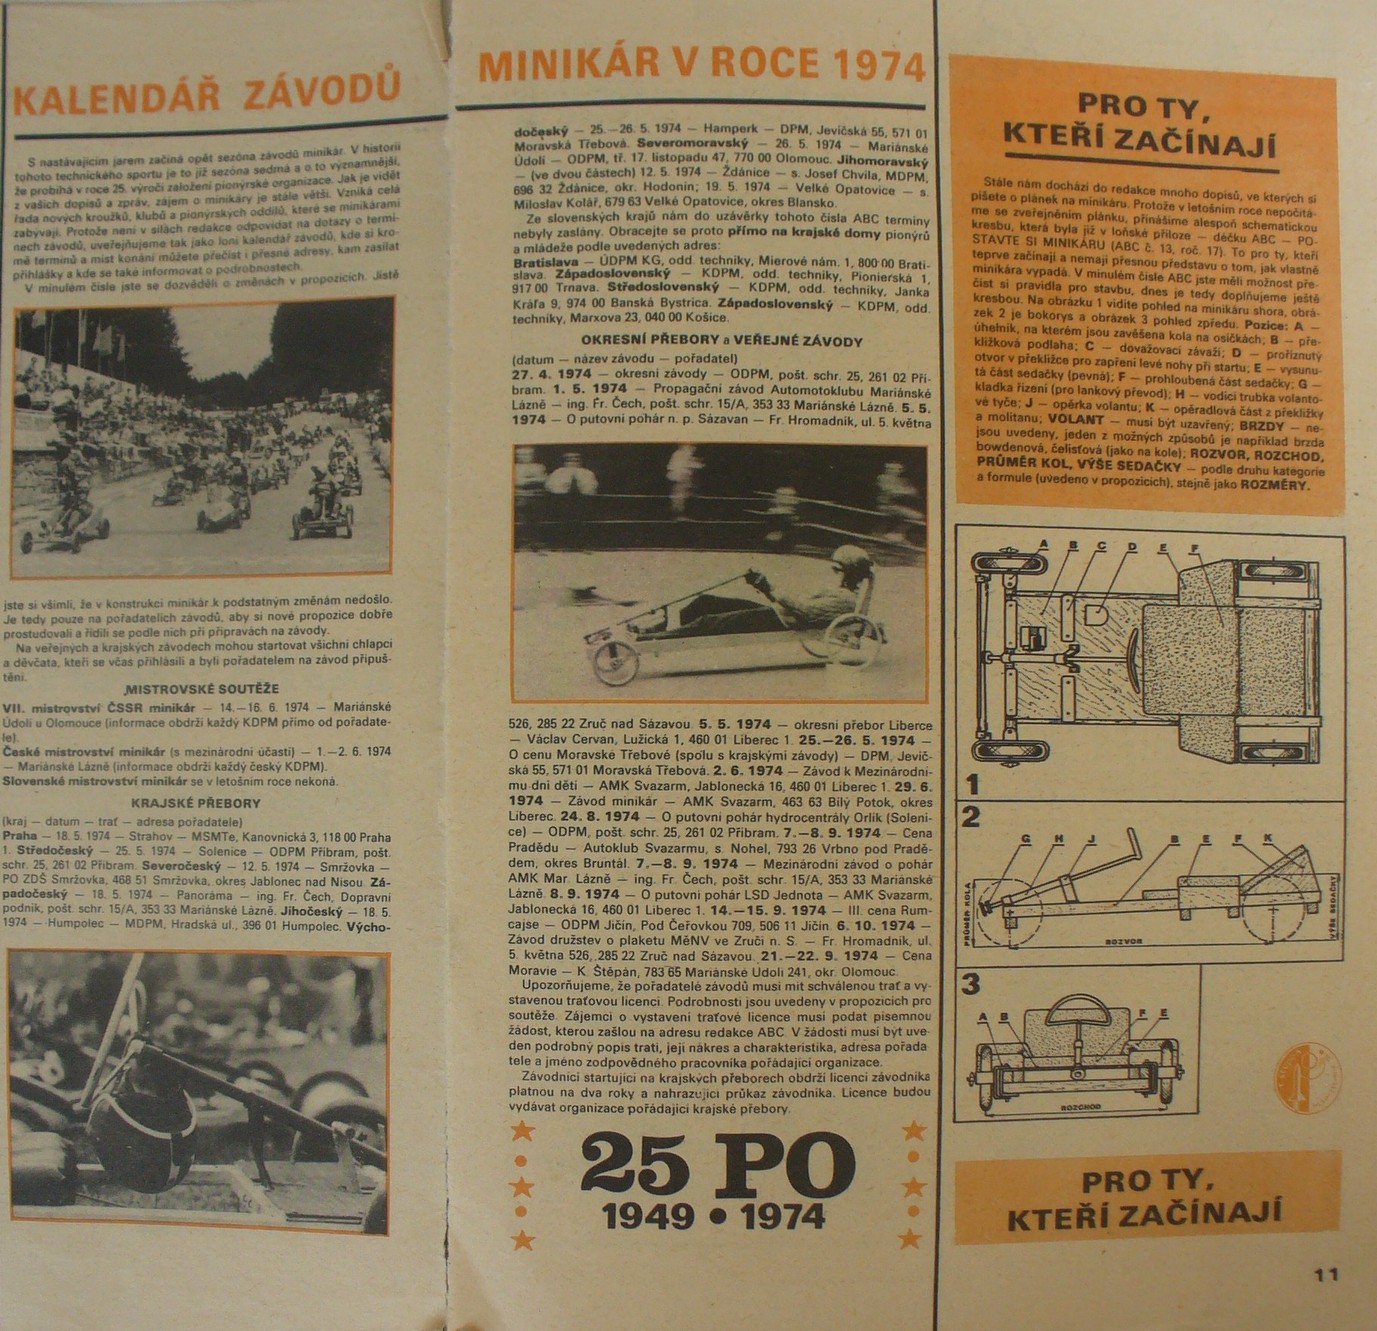 KALENDÁŘ ZÁVODŮ
S nastávajícím jarem začíná opět sezóna závodů minikár. V historii
tohoto technického sportu je to již sezóna sedmá a o to významnější,
že probíhá v roce 25. výročí založení pionýrské organizace. Jak je vidět
z vašich dopisů a zpráv, zájem o minikáry je stále větší. Vzniká celá
řada nových kroužků, klubů a pionýrských oddílů, které se minikárami
zabývají. Protože není v silách redakce odpovídat na dotazy o termí-
nech závodů, uveřejňujeme tak jako loni kalendář závodů, kde si kro-
mě termínů a míst konání můžete přečíst i přesné adresy, kam zasílat
přihlášky a kde se také informovat o podrobnostech.
V minulém čísle jste se dozvěděli o změnách v propozicích. Jistě
jste si všimli, že v konstrukci minikár k podstatným změnám nedošlo.
Je tedy pouze na pořadatelích závodů, aby si nové propozice dobře
prostudovali a řídili se podle nich při přípravách na závody.
Na veřejných a krajských závodech mohou startovat všichni chlapci
a děvčata, kteří se včas přihlásili a byli pořadatelem na závod připuš-
těni.
MISTROVSKÉ SOUTĚŽE
VII. mistrovství ČSSR minikár — 14.—16. 6. 1974 — Mariánské
Údolí u Olomouce (informace obdrží každý KDPM přímo od pořadate-
le).
České mistrovství minikár (s mezinárodní účastí) — 1.—2. 6. 1974
— Mariánské Lázně (informace obdrží každý český KDPM).
Slovenské mistrovství minikár se v letošním roce nekoná.
KRAJSKÉ PŘEBORY
(kraj — datum — trať — adresa pořadatele)
Praha — 18. 5. 1974 — Strahov — MSMTe, Kanovnická 3, 118 00 Praha
1. Středočeský — 25. 5. 1974 — Solenice — ODPM Příbram, pošt.
schr. 25, 261 02 Příbram. Severočeský — 12. 5. 1974 — Smržovka —
PO ZDŠ Smržovka, 468 51 Smržovka, okres Jablonec nad Nisou. Zá-
padočeský — 18. 5. 1974 — Panoráma — ing. Fr. Čech, Dopravní
podnik, pošt. schr. 15/A, 353 33 Mariánské Lázně. Jihočeský — 18. 5.
1974 — Humpolec — MDPM, Hradská ul., 396 01 Humpolec. Výcho-
MINIKÁR V ROCE 1974
dočeský — 25.—26. 5. 1974 — Hamperk — DPM, Jevíčská 55, 571 01
Moravská Třebová. Severomoravský — 26. 5. 1974 — Mariánské
Údolí — ODPM, tř. 17. listopadu 47, 770 00 Olomouc. Jihomoravský
— (ve dvou částech) 12. 5. 1974 — Ždánice — s. Josef Chvíla, MDPM,
696 32 Ždánice, okr. Hodonín; 19. 5. 1974 — Velké Opatovice — s.
Miloslav Kolář, 679 63 Velké Opatovice, okres Blansko.
Ze slovenských krajů nám do uzávěrky tohoto čísla ABC termíny
nebyly zaslány. Obracejte se proto přímo na krajské domy pionýrů
a mládeže podle uvedených adres:
Bratislava — ÚDPM KG, odd. techniky, Mierové nám. 1, 800 00 Brati-
slava. Západoslovenský — KDPM, odd. techniky, Pionierská 1,
917 00 Trnava. Středoslovenský — KDPM, odd. techniky, Janka
Kráľa 9, 974 00 Banská Bystrica. Západoslovenský — KDPM, odd.
techniky, Marxova 23, 040 00 Košice.
OKRESNÍ PŘEBORY a VEŘEJNÉ ZÁVODY
(datum — název závodu — pořadatel)
27. 4. 1974 — okresní závody — ODPM, pošt. schr. 25, 261 02 Pří-
bram. 1. 5. 1974 — Propagační závod Automotoklubu Mariánské
Lázně — ing. Fr. Čech, pošt. schr. 15/A, 353 33 Mariánské Lázně. 5. 5.
1974 — O putovní pohár n. p. Sázavan — Fr. Hromadník, ul. 5. května
526, 285 22 Zruč nad Sázavou. 5. 5. 1974 — okresní přebor Liberce
— Václav Červan, Lužická 1, 460 01 Liberec 1. 25.—26. 5. 1974 —
O cenu Moravské Třebové (spolu s krajskými závody) — DPM, Jevíč-
ská 55, 571 01 Moravská Třebová. 2. 6. 1974 — Závod k Mezinárodní-
mu dni dětí — AMK Svazarm, Jablonecká 16, 460 01 Liberec 1. 29. 6.
1974 — Závod minikár — AMK Svazarm, 463 63 Bílý Potok, okres
Liberec. 24. 8. 1974 — O putovní pohár hydrocentrály Orlík (Soleni-
ce) — ODPM, pošt. schr. 25, 261 02 Příbram. 7.—8. 9. 1974 — Cena
Pradědu — Autoklub Svazarmu, s. Nohel, 793 26 Vrbno pod Pradě-
dem, okres Bruntál. 7.—8. 9. 1974 — Mezinárodní závod o pohár
AMK Mar. Lázně — ing. Fr. Čech, pošt. schr. 15/A, 353 33 Mariánské
Lázně. 8. 9. 1974 — O putovní pohár LSD Jednota — AMK Svazarm,
Jablonecká 16, 460 01 Liberec 1. 14.—15. 9. 1974 — III. cena Rum-
cajse — ODPM Jičín, Pod Čeřovkou 709, 506 11 Jičín. 6. 10. 1974 —
Závod družstev o plaketu MěNV ve Zruči n. S. — Fr. Hromadník, ul.
5. května 526, 285 22 Zruč nad Sázavou. 21.—22. 9. 1974 — Cena
Moravie — K. Štěpán, 783 65 Mariánské Údolí 241, okr. Olomouc.
Upozorňujeme, že pořadatelé závodů musí mít schválenou trať a vy-
stavenou traťovou licenci. Podrobnosti jsou uvedeny v propozicích pro
soutěže. Zájemci o vystavení traťové licence musí podat písemnou
žádost, kterou zašlou na adresu redakce ABC. V žádosti musí být uve-
den podrobný popis trati, její nákres a charakteristika, adresa pořada
tele a jméno zodpovědného pracovníka pořádající organizace.
Závodníci startující na krajských přeborech obdrží licenci závodníka
platnou na dva roky a nahrazující průkaz závodníka. Licence budou
vydávat organizace pořádající krajské přebory.
25 PO
1949 • 1974
PRO TY,
KTEŘÍ ZAČÍNAJÍ
Stále nám dochází do redakce mnoho dopisů, ve kterých si
píšete o plánek na minikáru. Protože v letošním roce nepočítá-
me se zveřejněním plánku, přinášíme alespoň schematickou
kresbu, která byla již v loňské příloze — déčku ABC — PO-
STAVTE SI MINIKÁRU (ABC č. 13, roč. 17). To pro ty, kteří
teprve začínají a nemají přesnou představu o tom, jak vlastně
minikára vypadá. V minulém čísle ABC jste měli možnost pře-
číst si pravidla pro stavbu, dnes je tedy doplňujeme ještě
kresbou. Na obrázku 1 vidíte pohled na minikáru shora, obrá-
zek 2 je bokorys a obrázek 3 pohled zpředu. Pozice: A —
úhelník, na kterém jsou zavěšena kola na osičkách; B — pře-
kližková podlaha; C — dovažovací závaží; D — proříznutý
otvor v překližce pro zapření levé nohy při startu; E — vysunu-
tá část sedačky (pevná); F — prohloubená část sedačky; G —
kladka řízení (pro lankový převod); H — vodicí trubka volanto-
vé tyče; J — opěrka volantu; K — opěradlová část z překližky
a molitanu; VOLANT — musí být uzavřený; BRZDY — ne-
jsou uvedeny, jeden z možných způsobů je například brzda
bowdenová, čelisťová (jako na kole); ROZVOR, ROZCHOD,
PRŮMĚR KOL, VÝŠE SEDAČKY — podle druhu kategorie
a formule (uvedeno v propozicích), stejně jako ROZMĚRY.
A B C D E F
1
2
G H J B E F K
PRŮMĚR KOLA
ROZVOR
VÝŠE SEDAČKY
3
A B F E
ROZCHOD
PRO TY,
KTEŘÍ ZAČÍNAJÍ
11